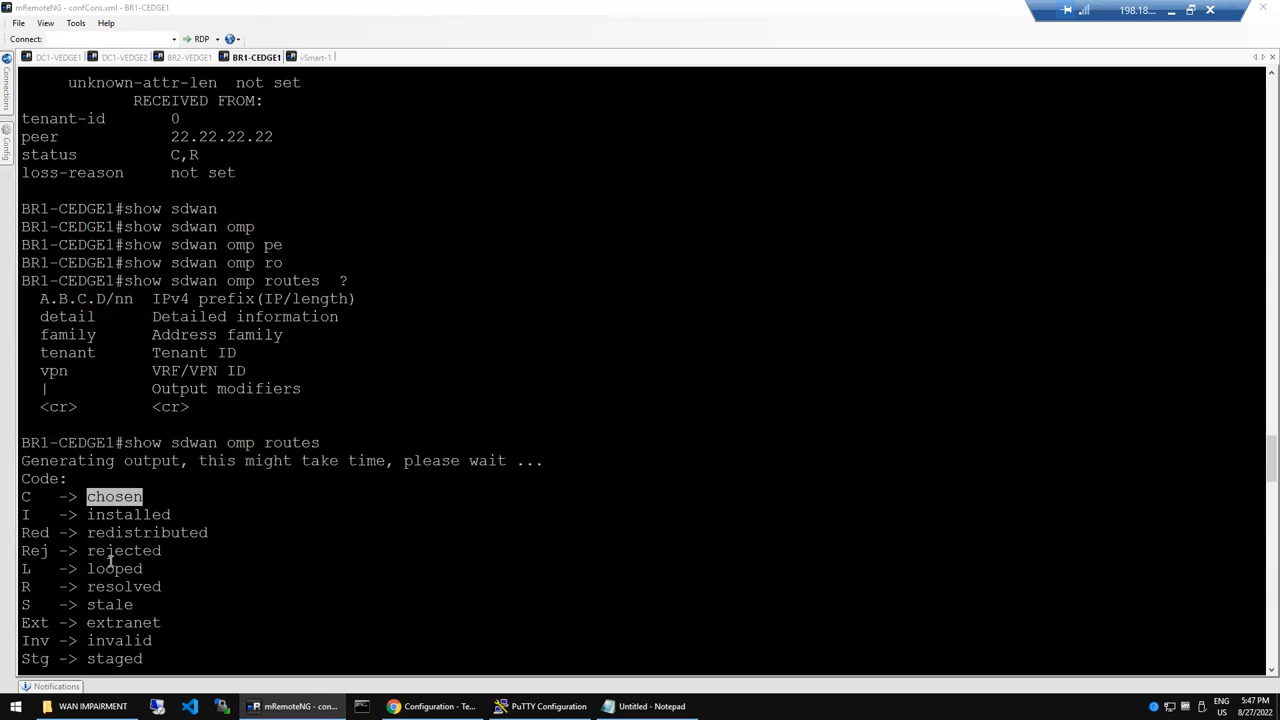 mRemoteNG - confCons.xml - BR1-CEDGE1
198.18....
File View Tools Help
Connect: RDP
DC1-VEDGE1 DC1-VEDGE2 BR2-VEDGE1 BR1-CEDGE1 vSmart-1
Connections
Config
unknown-attr-len not set
RECEIVED FROM:
tenant-id 0
peer 22.22.22.22
status C,R
loss-reason not set
BR1-CEDGE1#show sdwan
BR1-CEDGE1#show sdwan omp
BR1-CEDGE1#show sdwan omp pe
BR1-CEDGE1#show sdwan omp ro
BR1-CEDGE1#show sdwan omp routes ?
A.B.C.D/nn IPv4 prefix(IP/length)
detail Detailed information
family Address family
tenant Tenant ID
vpn VRF/VPN ID
| Output modifiers
<cr> <cr>
BR1-CEDGE1#show sdwan omp routes
Generating output, this might take time, please wait ...
Code:
C -> chosen
I -> installed
Red -> redistributed
Rej -> rejected
L -> looped
R -> resolved
S -> stale
Ext -> extranet
Inv -> invalid
Stg -> staged
Notifications
WAN IMPAIRMENT mRemoteNG - con... Configuration - Te... PuTTY Configuration Untitled - Notepad
ENG 5:47 PM
US 8/27/2022